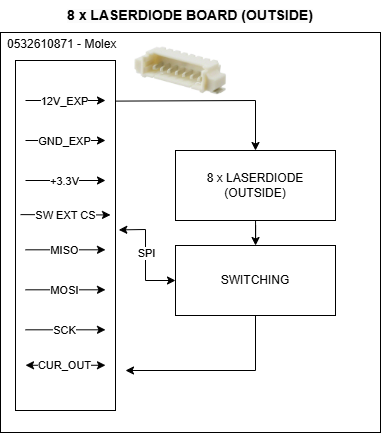 8 x LASERDIODE BOARD (OUTSIDE)
0532610871 - Molex
12V_EXP
GND_EXP
+3.3V
SW EXT CS
MISO
MOSI
SCK
CUR_OUT
SPI
8 x LASERDIODE
(OUTSIDE)
SWITCHING